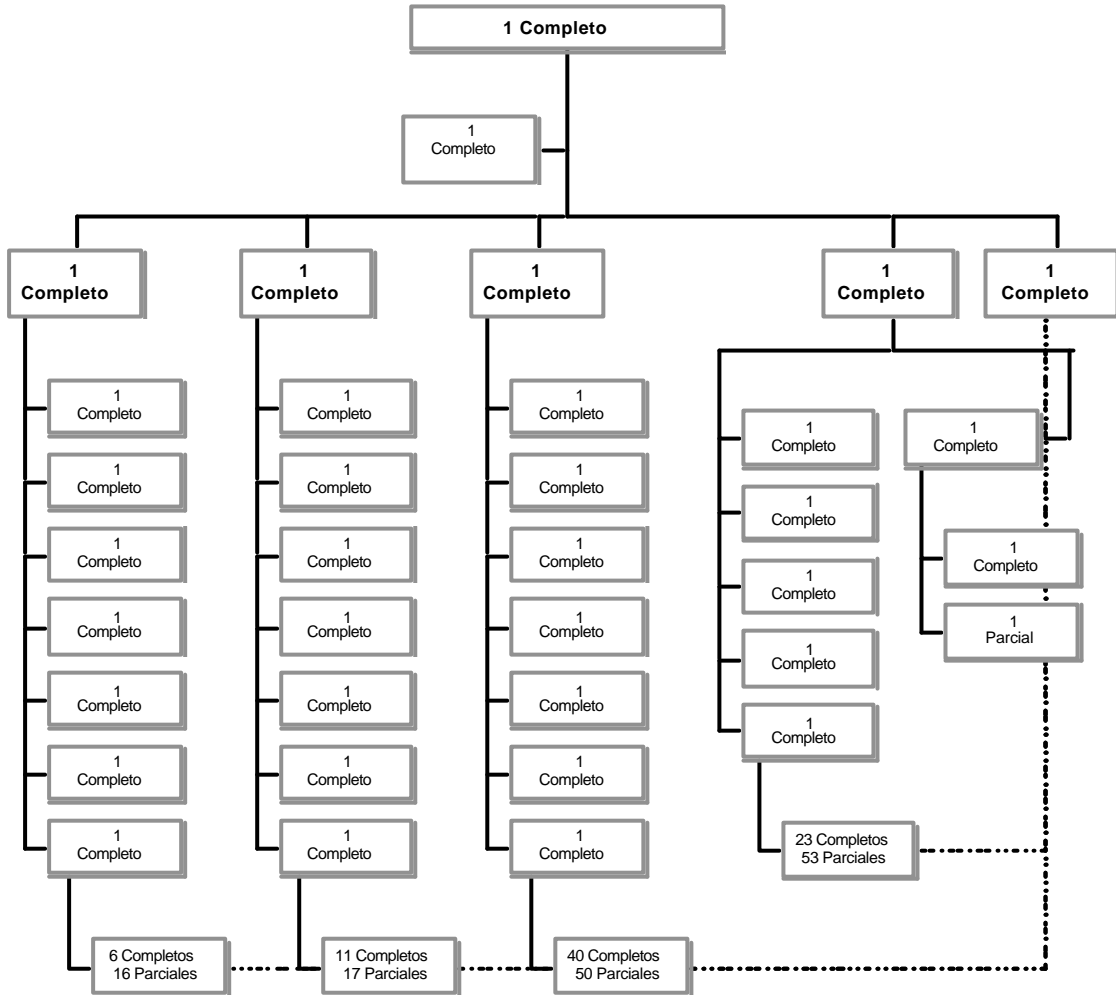 1 Completo
1
Completo
1
Completo
1
Completo
1
Completo
1
Completo
1
Completo
1
Completo
1
Completo
1
Completo
1
Completo
1
Completo
1
Completo
1
Completo
1
Completo
6 Completos
16 Parciales
1
Completo
1
Completo
1
Completo
1
Completo
1
Completo
1
Completo
1
Completo
11 Completos
17 Parciales
1
Completo
1
Completo
1
Completo
1
Completo
1
Completo
1
Completo
1
Completo
40 Completos
50 Parciales
1
Completo
1
Completo
1
Completo
1
Completo
1
Completo
23 Completos
53 Parciales
1
Completo
1
Completo
1
Parcial